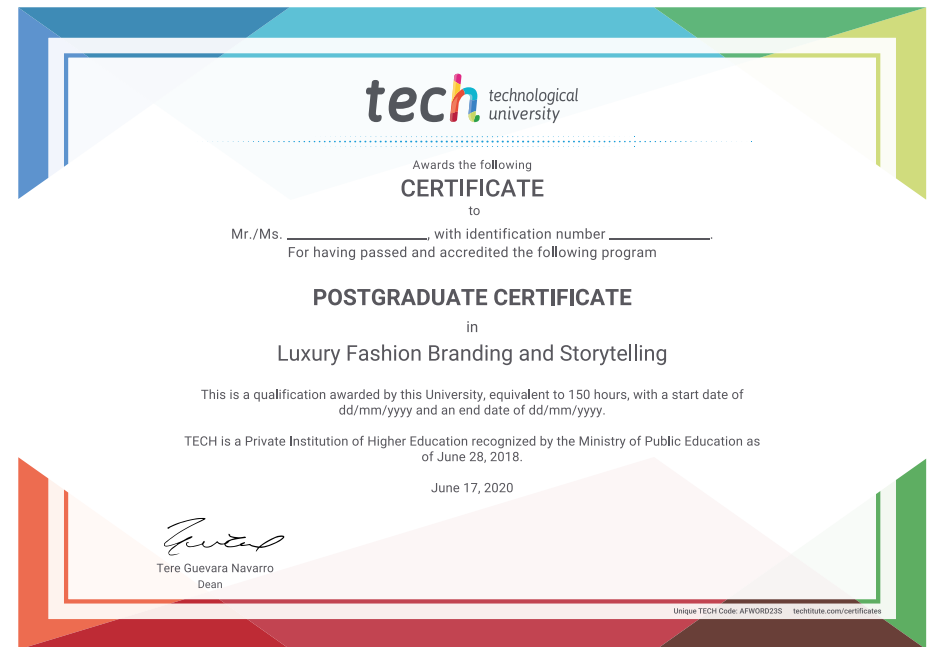 tech technological
university
Awards the following
CERTIFICATE
to
Mr./Ms. ____________________, with identification number ______________.
For having passed and accredited the following program
POSTGRADUATE CERTIFICATE
in
Luxury Fashion Branding and Storytelling
This is a qualification awarded by this University, equivalent to 150 hours, with a start date of
dd/mm/yyyy and an end date of dd/mm/yyyy.
TECH is a Private Institution of Higher Education recognized by the Ministry of Public Education as
of June 28, 2018.
June 17, 2020
Tere Guevara Navarro
Dean
Unique TECH Code: AFWORD23S techtitute.com/certificates